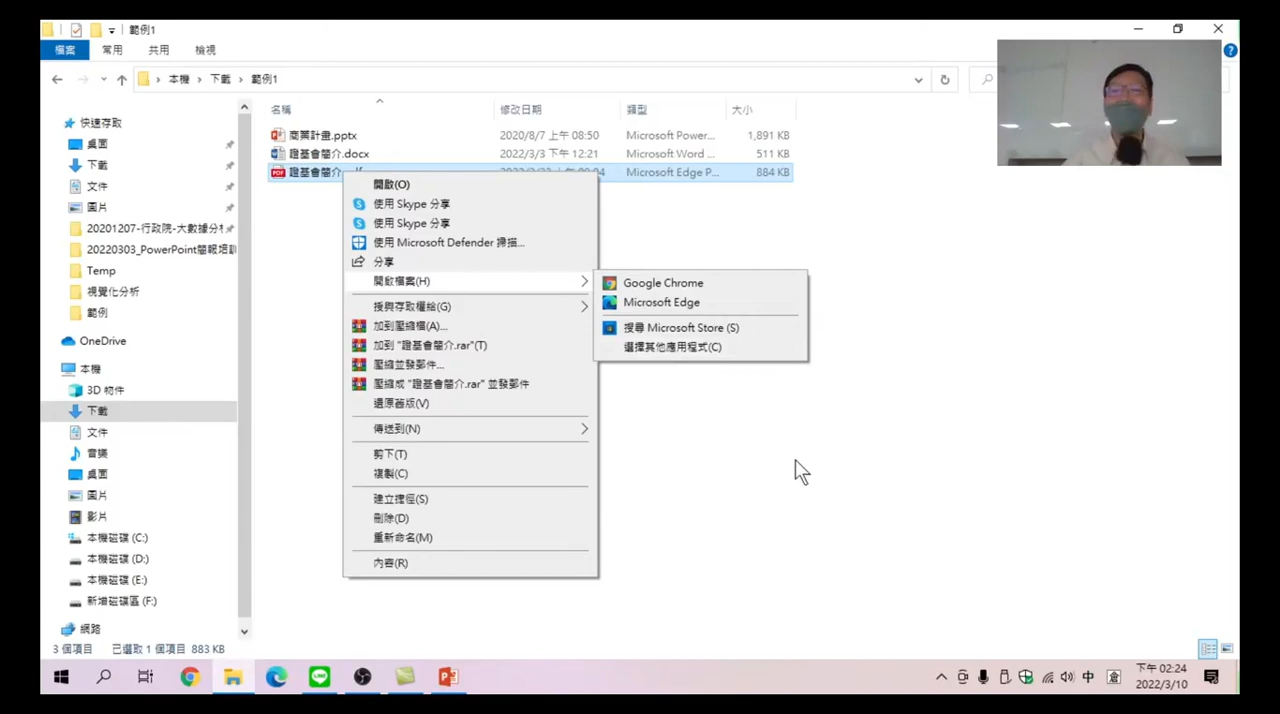 範例1
檔案 常用 共用 檢視
本機 › 下載 › 範例1
名稱 修改日期 類型 大小
商業計畫.pptx 2020/8/7 上午 08:50 Microsoft Power... 1,891 KB
證基會簡介.docx 2022/3/3 下午 12:21 Microsoft Word ... 511 KB
證基會簡介 Microsoft Edge P... 884 KB
快速存取
桌面
下載
文件
圖片
20201207-行政院-大數據分
20220303_PowerPoint簡報培訓
Temp
視覺化分析
範例
OneDrive
本機
3D 物件
下載
文件
音樂
桌面
圖片
影片
本機磁碟 (C:)
本機磁碟 (D:)
本機磁碟 (E:)
新增磁碟區 (F:)
網路
開啟(O)
使用 Skype 分享
使用 Skype 分享
使用 Microsoft Defender 掃描...
分享
開啟檔案(H)
授與存取權給(G)
加到壓縮檔(A)...
加到 "證基會簡介.rar"(T)
壓縮並發郵件...
壓縮成 "證基會簡介.rar" 並發郵件
還原舊版(V)
傳送到(N)
剪下(T)
複製(C)
建立捷徑(S)
刪除(D)
重新命名(M)
內容(R)
Google Chrome
Microsoft Edge
搜尋 Microsoft Store (S)
選擇其他應用程式(C)
3 個項目 已選取 1 個項目 883 KB
中 倉 下午 02:24
2022/3/10